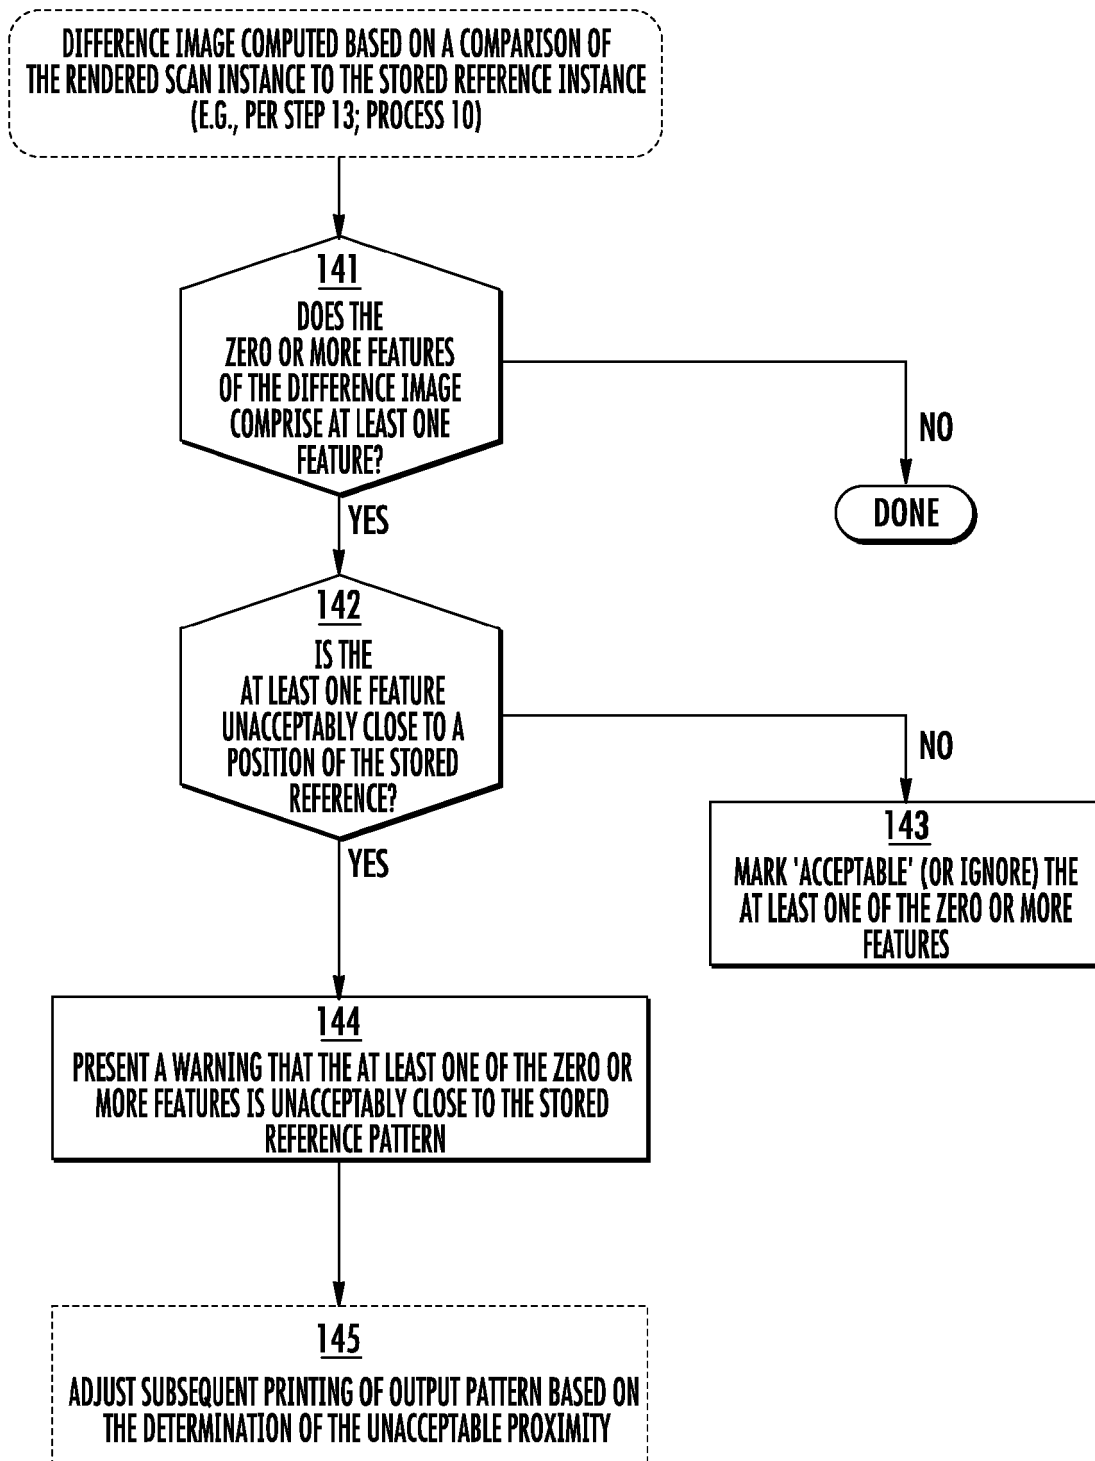 DIFFERENCE IMAGE COMPUTED BASED ON A COMPARISON OF
THE RENDERED SCAN INSTANCE TO THE STORED REFERENCE INSTANCE
(E.G., PER STEP 13; PROCESS 10)
141
DOES THE
ZERO OR MORE FEATURES
OF THE DIFFERENCE IMAGE
COMPRISE AT LEAST ONE
FEATURE?
NO
DONE
YES
142
IS THE
AT LEAST ONE FEATURE
UNACCEPTABLY CLOSE TO A
POSITION OF THE STORED
REFERENCE?
NO
143
MARK 'ACCEPTABLE' (OR IGNORE) THE
AT LEAST ONE OF THE ZERO OR MORE
FEATURES
YES
144
PRESENT A WARNING THAT THE AT LEAST ONE OF THE ZERO OR
MORE FEATURES IS UNACCEPTABLY CLOSE TO THE STORED
REFERENCE PATTERN
145
ADJUST SUBSEQUENT PRINTING OF OUTPUT PATTERN BASED ON
THE DETERMINATION OF THE UNACCEPTABLE PROXIMITY